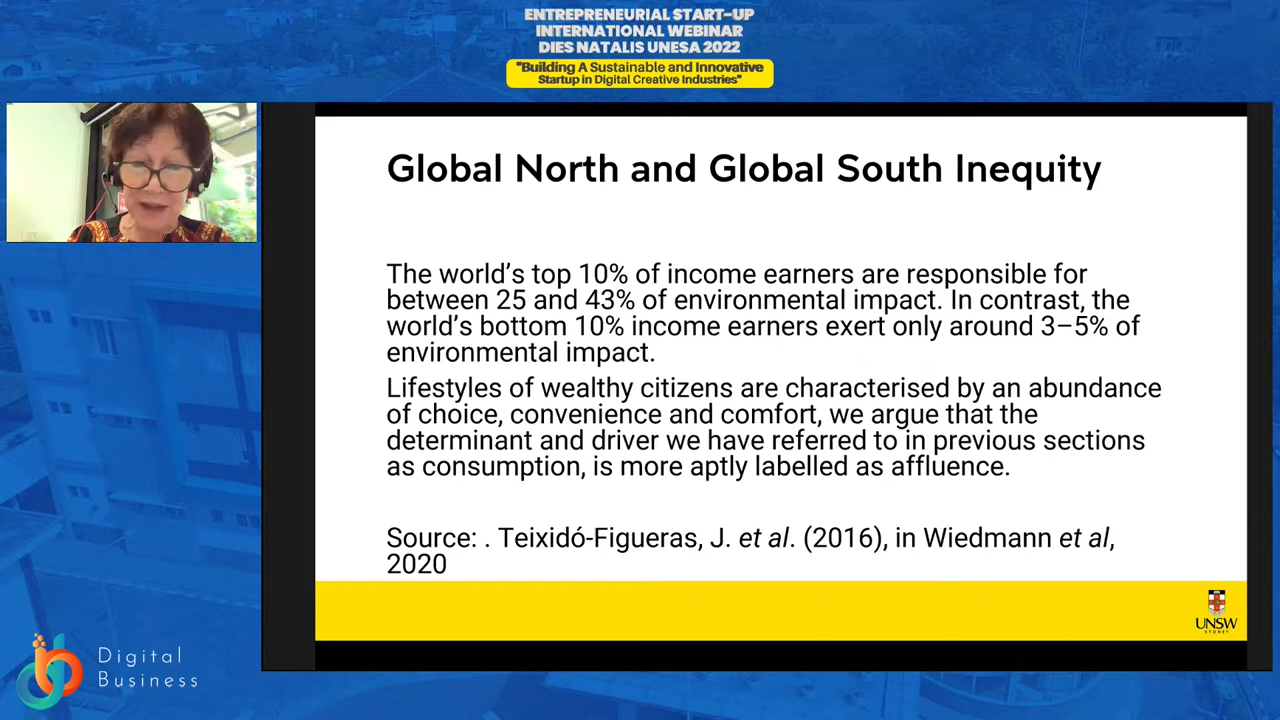 ENTREPRENEURIAL START-UP
INTERNATIONAL WEBINAR
DIES NATALIS UNESA 2022
"Building A Sustainable and Innovative
Startup in Digital Creative Industries"
Global North and Global South Inequity
The world's top 10% of income earners are responsible for
between 25 and 43% of environmental impact. In contrast, the
world's bottom 10% income earners exert only around 3–5% of
environmental impact.
Lifestyles of wealthy citizens are characterised by an abundance
of choice, convenience and comfort, we argue that the
determinant and driver we have referred to in previous sections
as consumption, is more aptly labelled as affluence.
Source: . Teixidó-Figueras, J. et al. (2016), in Wiedmann et al,
2020
UNSW
SYDNEY
Digital
Business